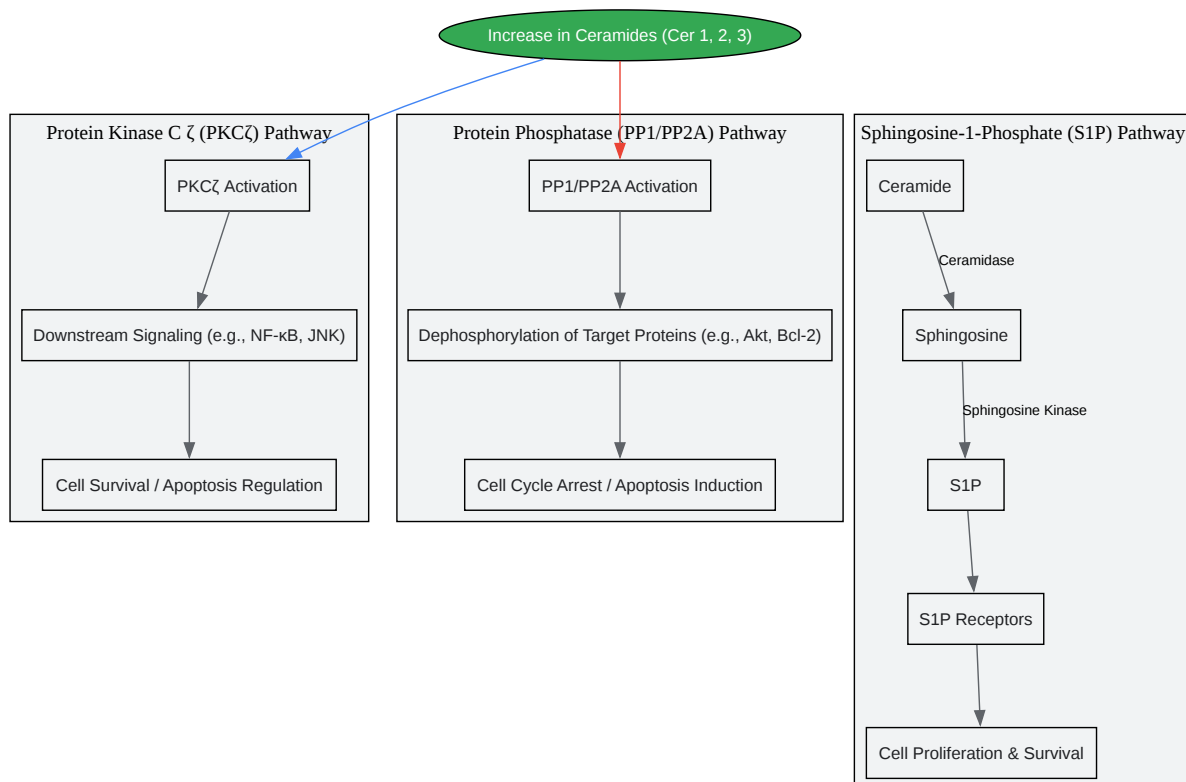 Increase in Ceramides (Cer 1, 2, 3)
Protein Kinase C ζ (PKCζ) Pathway
PKCζ Activation
Downstream Signaling (e.g., NF-κB, JNK)
Cell Survival / Apoptosis Regulation
Protein Phosphatase (PP1/PP2A) Pathway
PP1/PP2A Activation
Dephosphorylation of Target Proteins (e.g., Akt, Bcl-2)
Cell Cycle Arrest / Apoptosis Induction
Sphingosine-1-Phosphate (S1P) Pathway
Ceramide
Ceramidase
Sphingosine
Sphingosine Kinase
S1P
S1P Receptors
Cell Proliferation & Survival